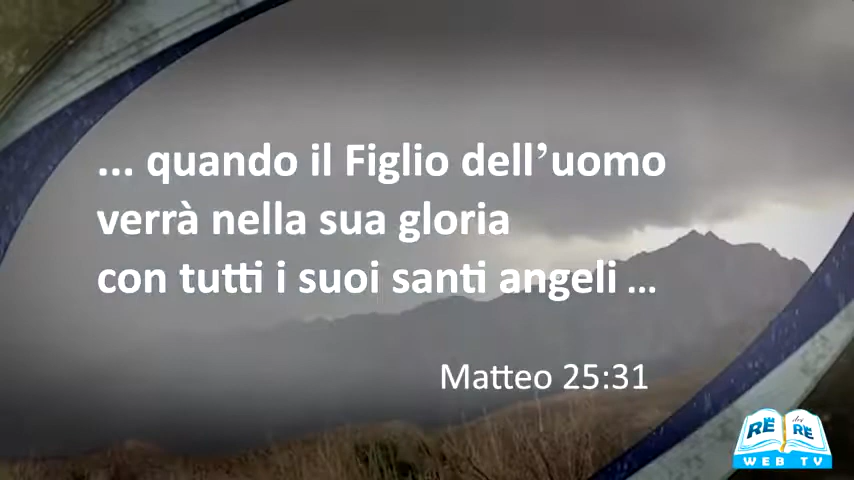 ... quando il Figlio dell’uomo
verrà nella sua gloria
con tutti i suoi santi angeli ...
Matteo 25:31
RE dei RE
WEB TV